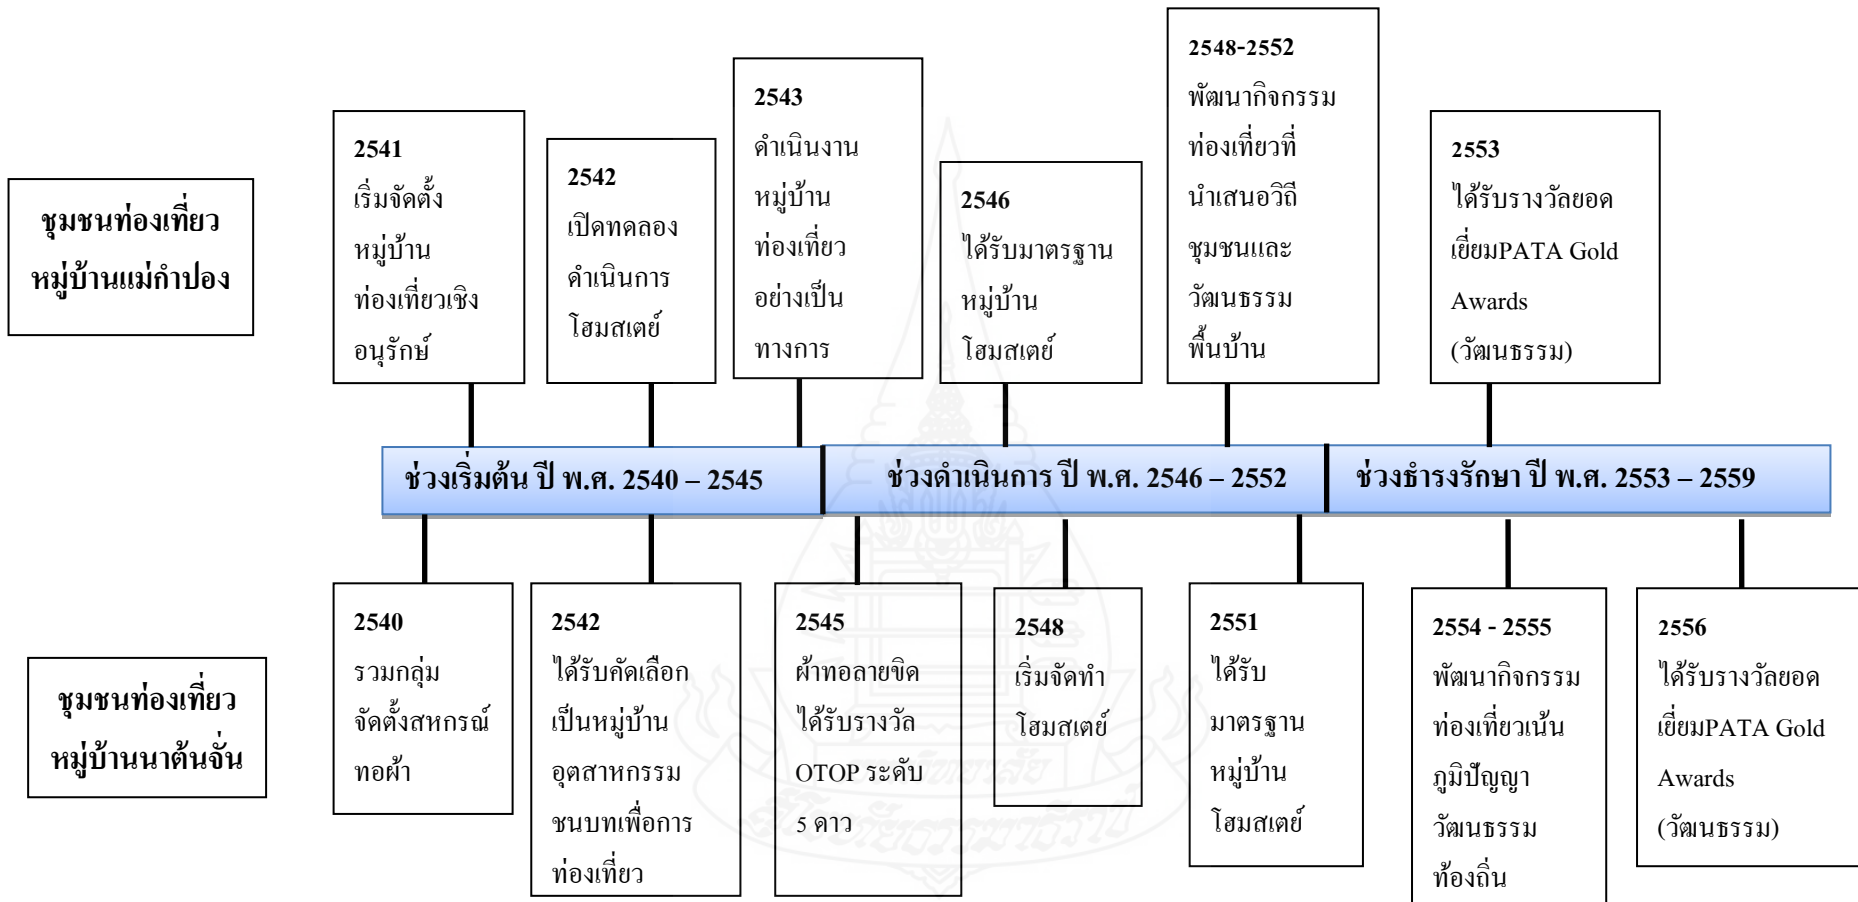 ชุมชนท่องเที่ยว
หมู่บ้านแม่กำปอง
2541
เริ่มจัดตั้ง
หมู่บ้าน
ท่องเที่ยวเชิง
อนุรักษ์
2542
เปิดทดลอง
ดำเนินการ
โฮมสเตย์
2543
ดำเนินงาน
หมู่บ้าน
ท่องเที่ยว
อย่างเป็น
ทางการ
2546
ได้รับมาตรฐาน
หมู่บ้าน
โฮมสเตย์
2548-2552
พัฒนากิจกรรม
ท่องเที่ยวที่
นำเสนอวิถี
ชุมชนและ
วัฒนธรรม
พื้นบ้าน
2553
ได้รับรางวัลยอด
เยี่ยมPATA Gold
Awards
(วัฒนธรรม)
ช่วงเริ่มต้น ปี พ.ศ. 2540 – 2545
ช่วงดำเนินการ ปี พ.ศ. 2546 – 2552
ช่วงธำรงรักษา ปี พ.ศ. 2553 – 2559
ชุมชนท่องเที่ยว
หมู่บ้านนาต้นจั่น
2540
รวมกลุ่ม
จัดตั้งสหกรณ์
ทอผ้า
2542
ได้รับคัดเลือก
เป็นหมู่บ้าน
อุตสาหกรรม
ชนบทเพื่อการ
ท่องเที่ยว
2545
ผ้าทอลายขิด
ได้รับรางวัล
OTOP ระดับ
5 ดาว
2548
เริ่มจัดทำ
โฮมสเตย์
2551
ได้รับ
มาตรฐาน
หมู่บ้าน
โฮมสเตย์
2554 - 2555
พัฒนากิจกรรม
ท่องเที่ยวเน้น
ภูมิปัญญา
วัฒนธรรม
ท้องถิ่น
2556
ได้รับรางวัลยอด
เยี่ยมPATA Gold
Awards
(วัฒนธรรม)